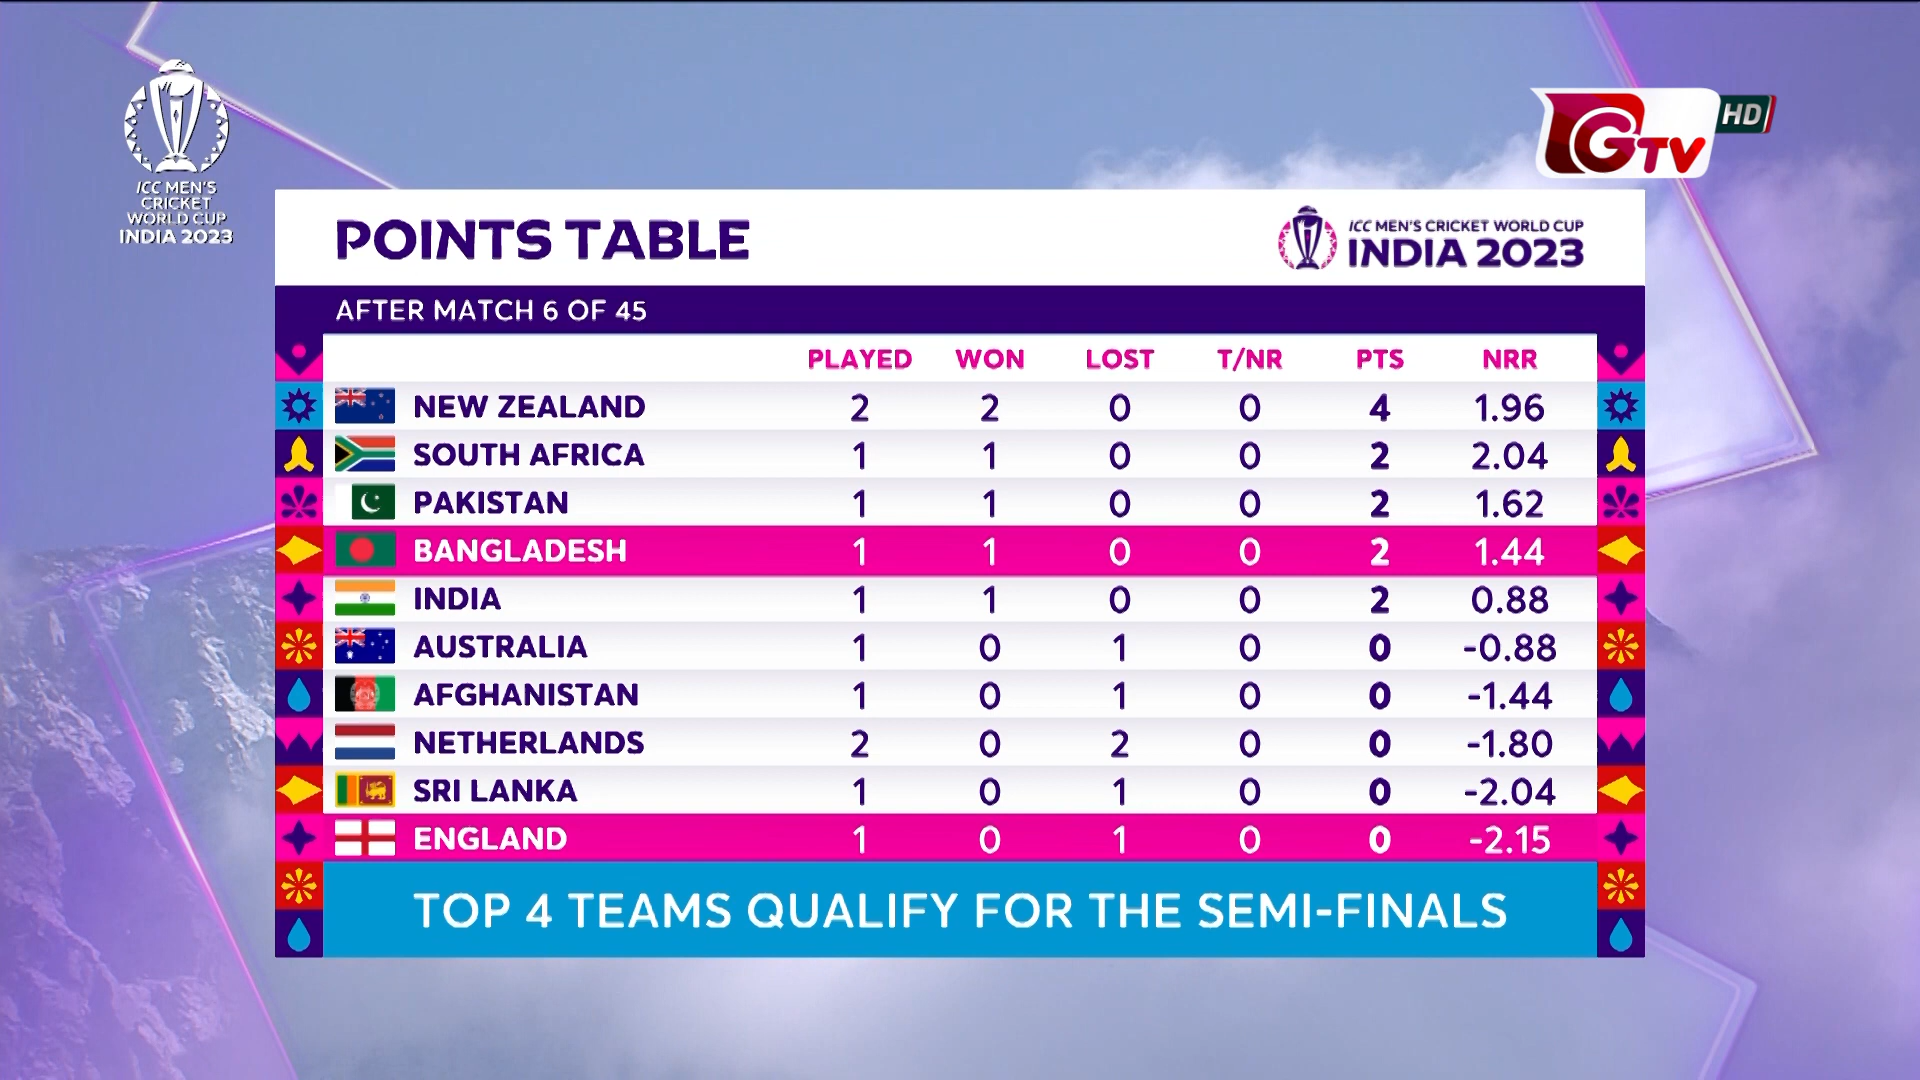 ICC MEN'S
CRICKET
WORLD CUP
INDIA 2023
GTV HD
POINTS TABLE
ICC MEN'S CRICKET WORLD CUP
INDIA 2023
AFTER MATCH 6 OF 45
PLAYED WON LOST T/NR PTS NRR
NEW ZEALAND 2 2 0 0 4 1.96
SOUTH AFRICA 1 1 0 0 2 2.04
PAKISTAN 1 1 0 0 2 1.62
BANGLADESH 1 1 0 0 2 1.44
INDIA 1 1 0 0 2 0.88
AUSTRALIA 1 0 1 0 0 -0.88
AFGHANISTAN 1 0 1 0 0 -1.44
NETHERLANDS 2 0 2 0 0 -1.80
SRI LANKA 1 0 1 0 0 -2.04
ENGLAND 1 0 1 0 0 -2.15
TOP 4 TEAMS QUALIFY FOR THE SEMI-FINALS